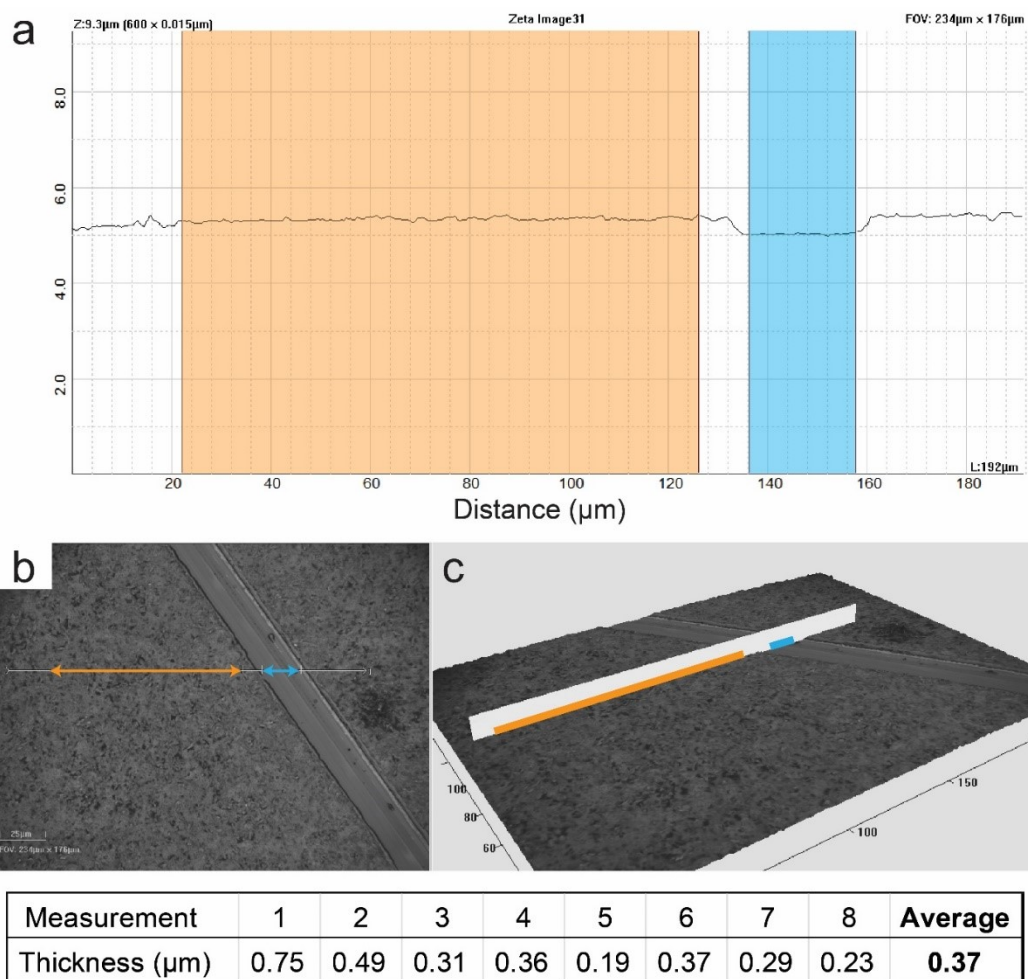 a
Z:9.3µm (600 x 0.015µm) Zeta Image31 FOV: 234µm x 176µm
8.0
6.0
4.0
2.0
L:192µm
20 40 60 80 100 120 140 160 180
Distance (µm)
b
25µm
FOV: 234µm x 176µm
c
100
80
60
150
100
Measurement 1 2 3 4 5 6 7 8 Average
Thickness (µm) 0.75 0.49 0.31 0.36 0.19 0.37 0.29 0.23 0.37